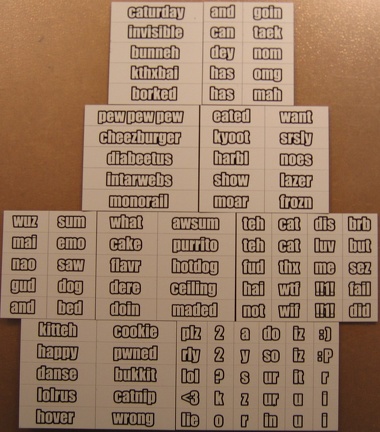 caturday and goin
invisible can taek
bunneh dey nom
kthxbai has omg
borked has mah
pew pew pew eated want
cheezburger kyoot srsly
diabeetus harbl noes
intarwebs show lazer
monorail moar frozn
wuz sum what awsum teh cat dis brb
mai emo cake purrito teh cat luv but
nao saw flavr hotdog fud thx me sez
gud dog dere ceiling hai wtf !!1! fail
and bed doin maded not wif !!1! did
kitteh cookie plz 2 a do iz :)
happy pwned rly 2 y so iz :P
danse bukkit lol ? s ur it r
lolrus catnip <3 k z ur u i
hover wrong lie o r in u i